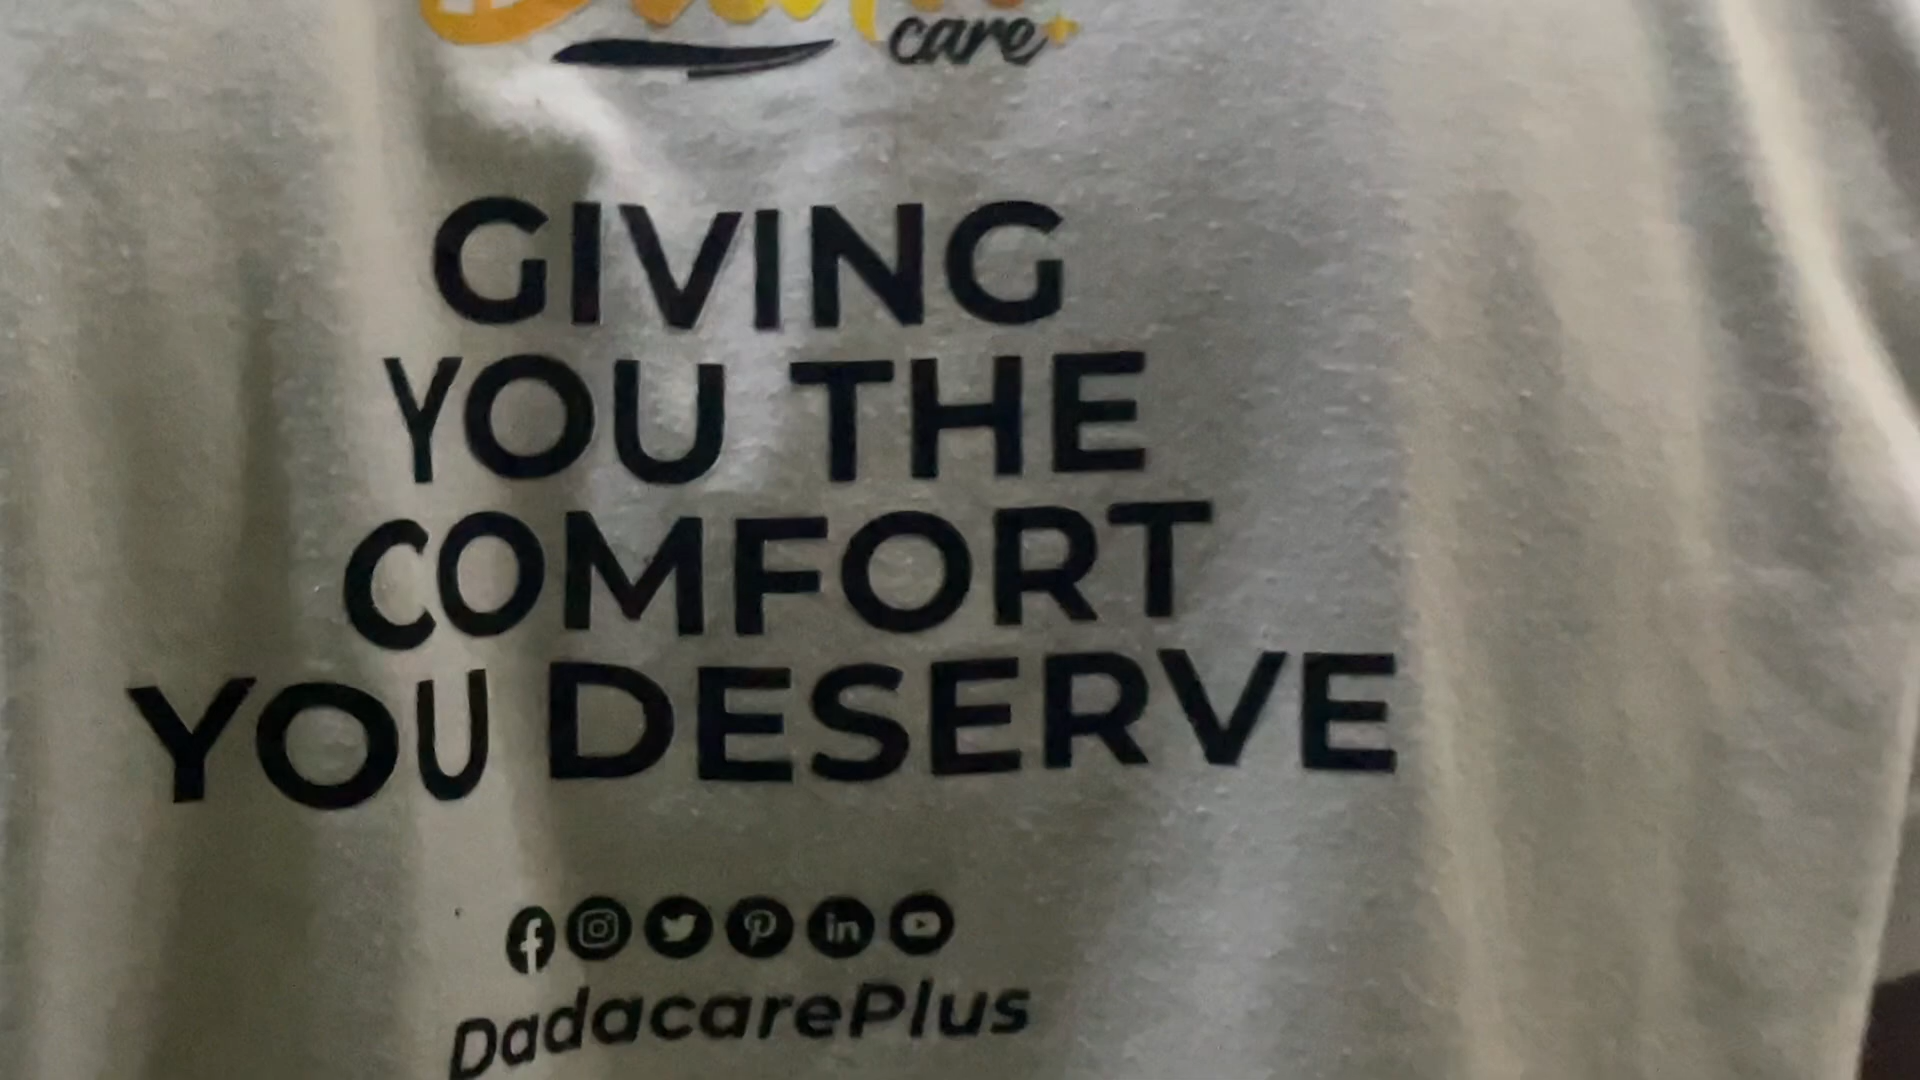 care+
GIVING
YOU THE
COMFORT
YOU DESERVE
DadacarePlus